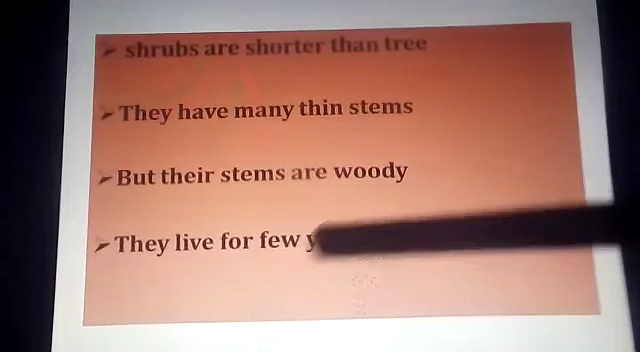 shrubs are shorter than tree
They have many thin stems
But their stems are woody
They live for few